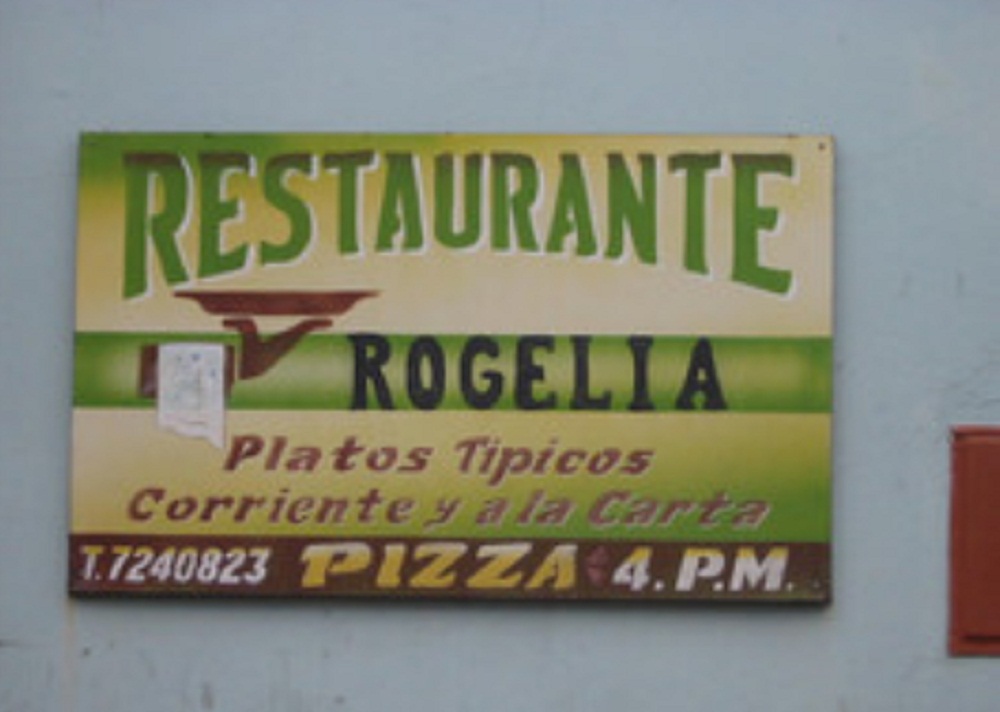 RESTAURANTE
ROGELIA
Platos Tipicos
Corriente y a la Carta
T. 7240823 PIZZA 4. P.M.